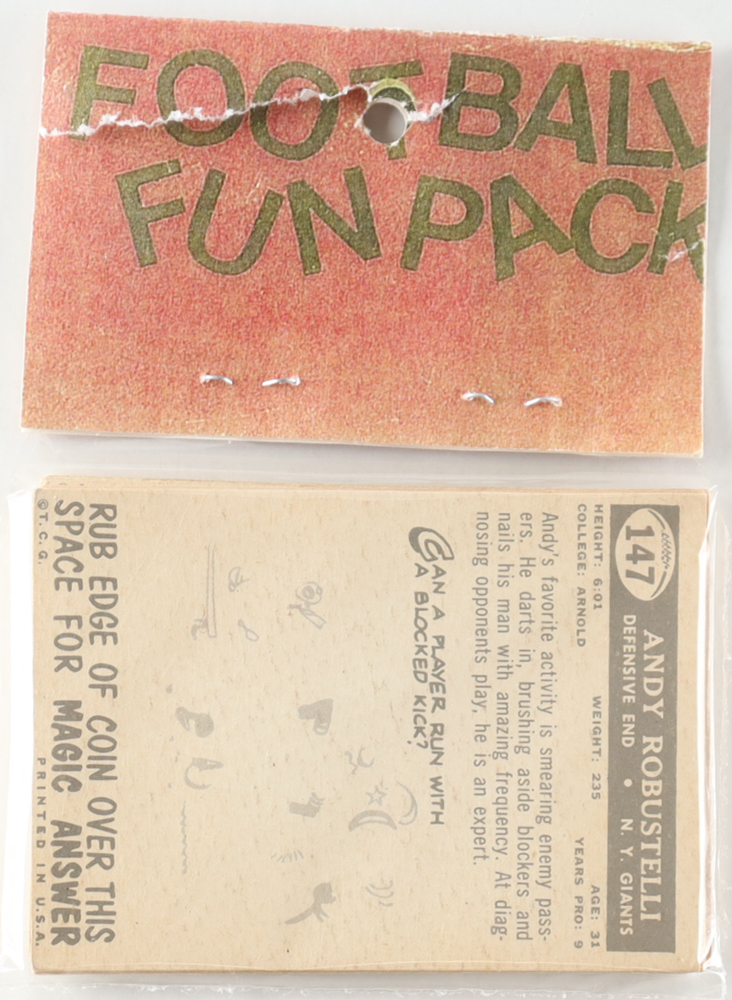 FOOTBALL
FUN PACK
147
ANDY ROBUSTELLI
DEFENSIVE END • N. Y. GIANTS
HEIGHT: 6:01 WEIGHT: 235 AGE: 31
COLLEGE: ARNOLD YEARS PRO: 9
Andy's favorite activity is smearing enemy pass-
ers. He darts in, brushing aside blockers and
nails his man with amazing frequency. At diag-
nosing opponents play, he is an expert.
CAN A PLAYER RUN WITH
A BLOCKED KICK?
RUB EDGE OF COIN OVER THIS
SPACE FOR MAGIC ANSWER
© T. C. G. PRINTED IN U.S.A.